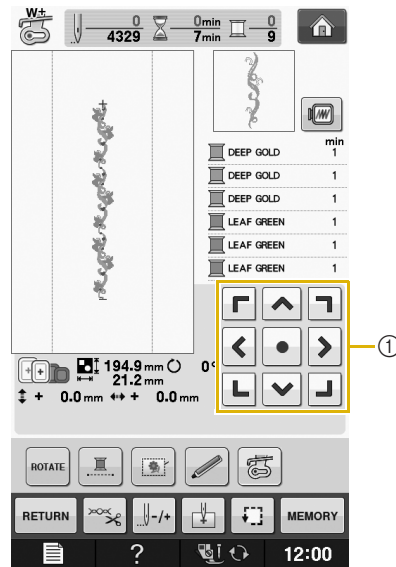 W+
0 0min 0
4329 7min 9
min
DEEP GOLD 1
DEEP GOLD 1
DEEP GOLD 1
LEAF GREEN 1
LEAF GREEN 1
LEAF GREEN 1
①
194.9 mm 0°
21.2 mm
+ 0.0 mm + 0.0 mm
ROTATE
RETURN -/+ MEMORY
? 12:00